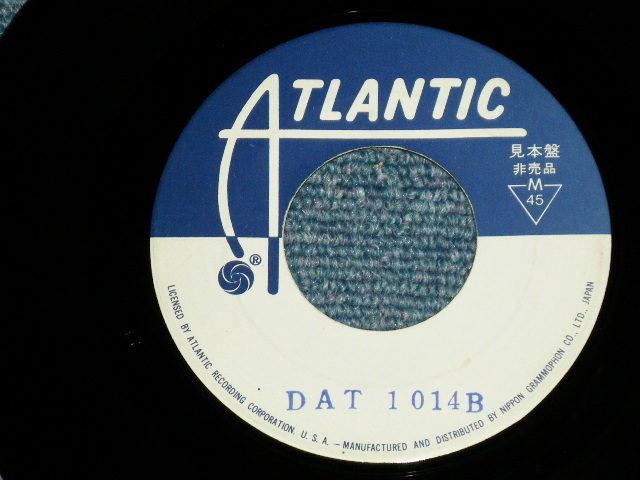 ATLANTIC
見本盤
非売品
M
45
®
DAT 1014B
LICENSED BY ATLANTIC RECORDING CORPORATION. U.S.A. — MANUFACTURED AND DISTRIBUTED BY NIPPON GRAMMOPHON CO., LTD., JAPAN